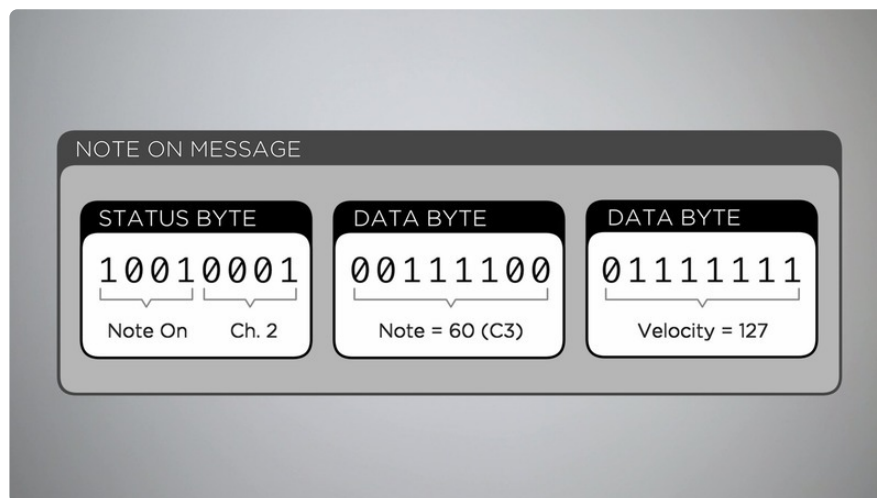 NOTE ON MESSAGE
STATUS BYTE
10010001
Note On Ch. 2
DATA BYTE
00111100
Note = 60 (C3)
DATA BYTE
01111111
Velocity = 127